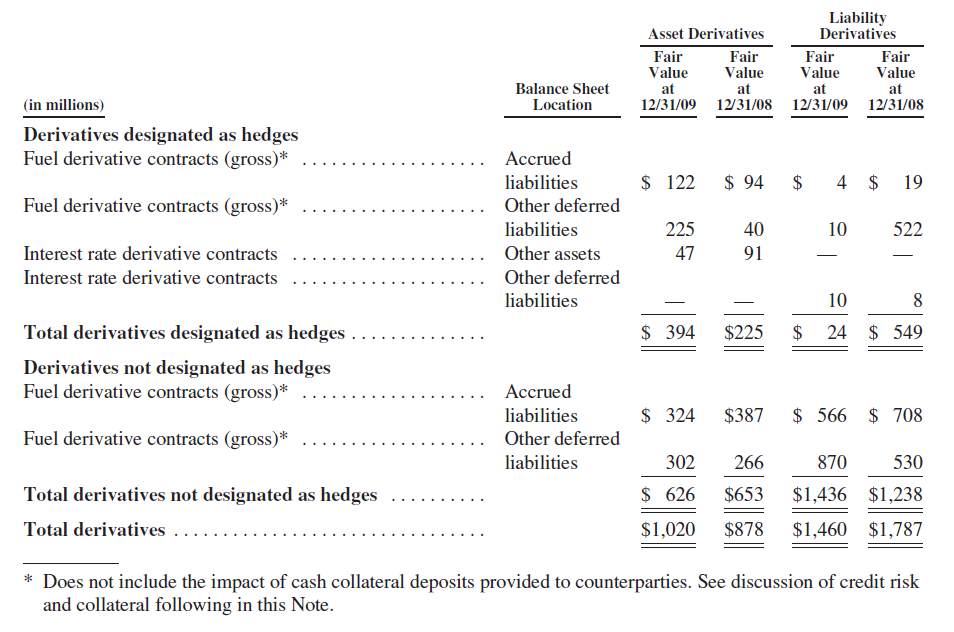 Liability
Asset Derivatives Derivatives
Fair Fair Fair Fair
Value Value Value Value
Balance Sheet at at at at
(in millions) Location 12/31/09 12/31/08 12/31/09 12/31/08
Derivatives designated as hedges
Fuel derivative contracts (gross)* . . . . . . . . . . . . . . . . . . . Accrued
liabilities $ 122 $ 94 $ 4 $ 19
Fuel derivative contracts (gross)* . . . . . . . . . . . . . . . . . . . Other deferred
liabilities 225 40 10 522
Interest rate derivative contracts . . . . . . . . . . . . . . . . . . . . Other assets 47 91 — —
Interest rate derivative contracts . . . . . . . . . . . . . . . . . . . . Other deferred
liabilities — — 10 8
Total derivatives designated as hedges . . . . . . . . . . . . . . $ 394 $225 $ 24 $ 549
Derivatives not designated as hedges
Fuel derivative contracts (gross)* . . . . . . . . . . . . . . . . . . . Accrued
liabilities $ 324 $387 $ 566 $ 708
Fuel derivative contracts (gross)* . . . . . . . . . . . . . . . . . . . Other deferred
liabilities 302 266 870 530
Total derivatives not designated as hedges . . . . . . . . . . $ 626 $653 $1,436 $1,238
Total derivatives . . . . . . . . . . . . . . . . . . . . . . . . . . . . . . . . $1,020 $878 $1,460 $1,787
* Does not include the impact of cash collateral deposits provided to counterparties. See discussion of credit risk
and collateral following in this Note.